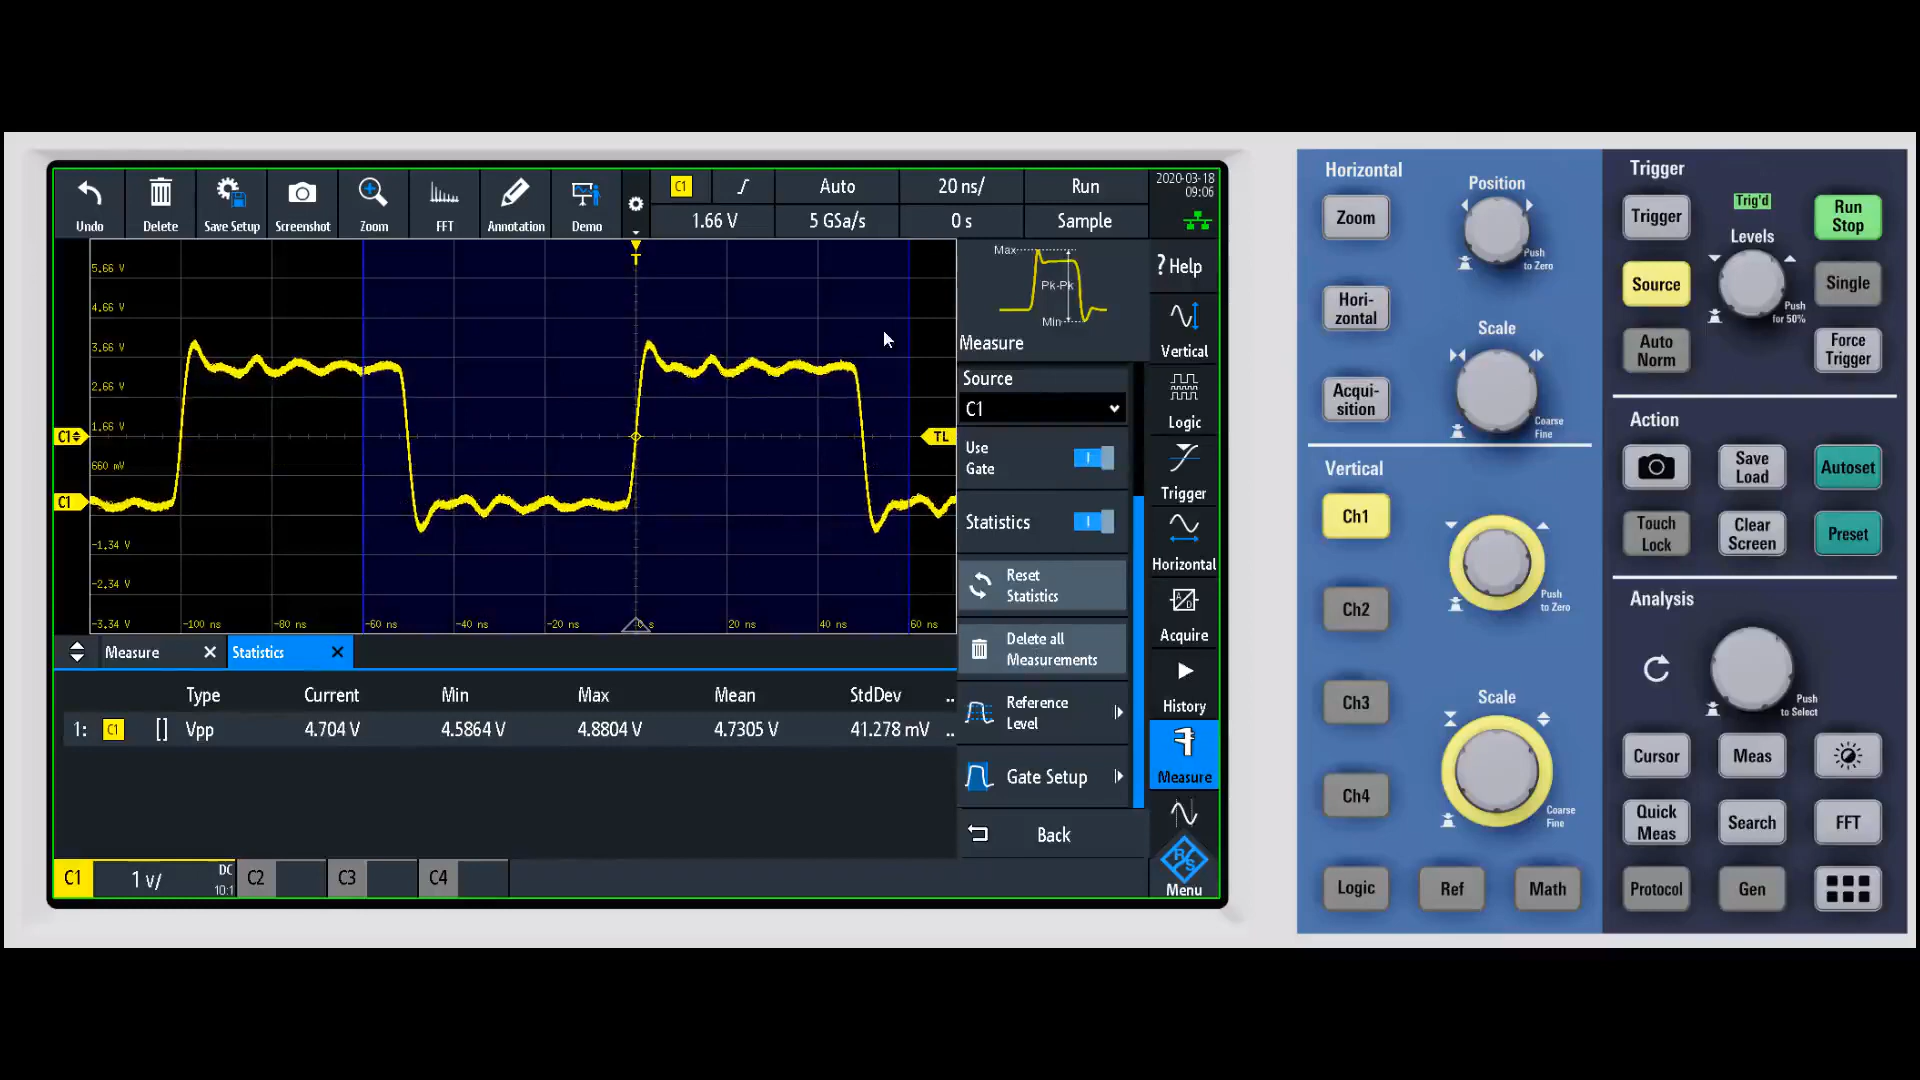 Undo
Delete
Save Setup
Screenshot
Zoom
FFT
Annotation
Demo
C1
Auto
20 ns/
Run
1.66 V
5 GSa/s
0 s
Sample
2020-03-18
09:06
T
5.66 V
4.66 V
3.66 V
2.66 V
1.66 V
660 mV
-1.34 V
-2.34 V
-3.34 V
C1
C1
TL
-100 ns
-80 ns
-60 ns
-40 ns
-20 ns
0 s
20 ns
40 ns
60 ns
Max
Pk-Pk
Min
Measure
Source
C1
Use
Gate
Statistics
Reset
Statistics
Delete all
Measurements
Reference
Level
Gate Setup
Back
? Help
Vertical
Logic
Trigger
Horizontal
Acquire
History
Measure
R&S
Menu
Measure
Statistics
Type Current Min Max Mean StdDev ..
1: C1 [] Vpp 4.704 V 4.5864 V 4.8804 V 4.7305 V 41.278 mV ..
C1
1 V/
DC
10:1
C2
C3
C4
Horizontal
Zoom
Position
Push
to Zero
Hori-
zontal
Scale
Acqui-
sition
Coarse
Fine
Vertical
Ch1
Ch2
Push
to Zero
Ch3
Scale
Ch4
Coarse
Fine
Logic
Ref
Math
Trigger
Trigger
Trig'd
Run
Stop
Levels
Source
Single
Push
for 50%
Auto
Norm
Force
Trigger
Action
Save
Load
Autoset
Touch
Lock
Clear
Screen
Preset
Analysis
Push
to Select
Cursor
Meas
Quick
Meas
Search
FFT
Protocol
Gen